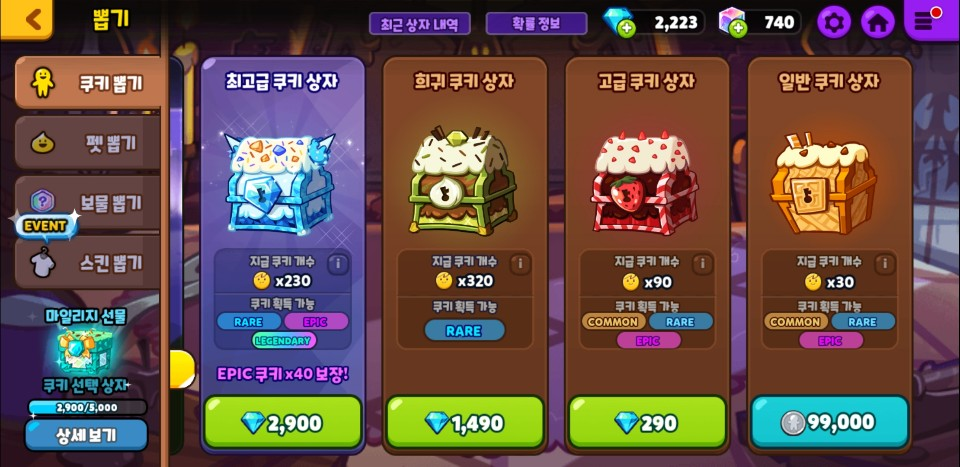 뽑기
최근 상자 내역
확률 정보
2,223
740
쿠키 뽑기
펫 뽑기
보물 뽑기
EVENT
스킨 뽑기
마일리지 선물
쿠키 선택 상자
2,900/5,000
상세 보기
최고급 쿠키 상자
지급 쿠키 개수
i
x230
쿠키 획득 가능
RARE
EPIC
LEGENDARY
EPIC 쿠키 x40 보장!
2,900
희귀 쿠키 상자
지급 쿠키 개수
i
x320
쿠키 획득 가능
RARE
1,490
고급 쿠키 상자
지급 쿠키 개수
i
x90
쿠키 획득 가능
COMMON
RARE
EPIC
290
일반 쿠키 상자
지급 쿠키 개수
i
x30
쿠키 획득 가능
COMMON
RARE
EPIC
99,000